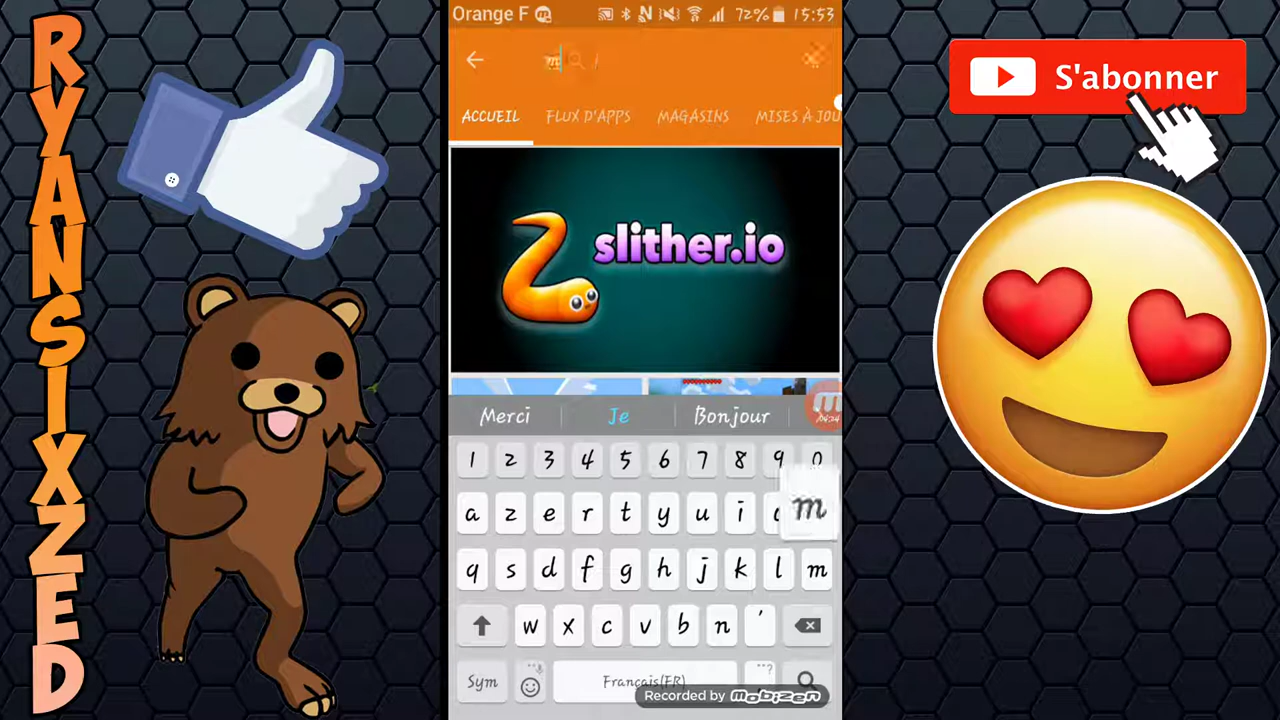 RYANSIXZED
Orange F 72% 15:53
m
ACCUEIL FLUX D'APPS MAGASINS MISES À JOU
S'abonner
slither.io
Merci Je Bonjour
1 2 3 4 5 6 7 8 9 0
a z e r t y u i m
q s d f g h j k l m
w x c v b n '
Sym Français(FR)
Recorded by mobizen